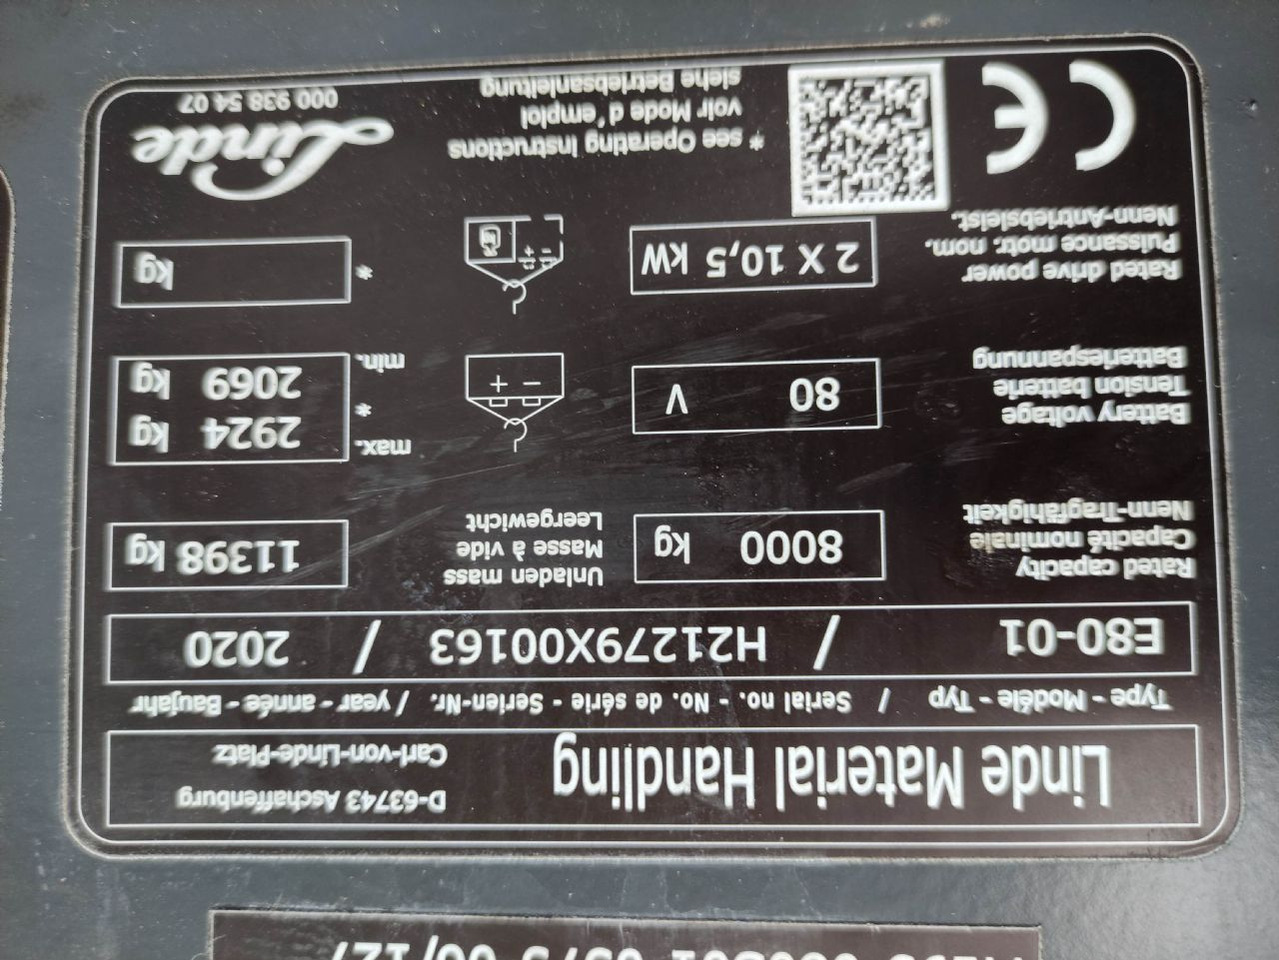 Linde Material Handling
D-63743 Aschaffenburg
Carl-von-Linde-Platz
Type - Modéle - Typ / Serial no. - No. de série - Serien-Nr. / year - année - Baujahr
E80-01 / H21279X00163 / 2020
Rated capacity
Capacité nominale
Nenn-Tragfähigkeit
8000 kg
Unladen mass
Masse à vide
Leergewicht
11398 kg
Battery voltage
Tension batterie
Batteriespannung
80 V
- +
max.
*
min.
2924 kg
2069 kg
Rated drive power
Puissance motr. nom.
Nenn-Antriebsleist.
2 X 10,5 kW
kg
*
kg
CE
* see Operating Instructions
voir Mode d'emploi
siehe Betriebsanleitung
Linde
000 938 54 07